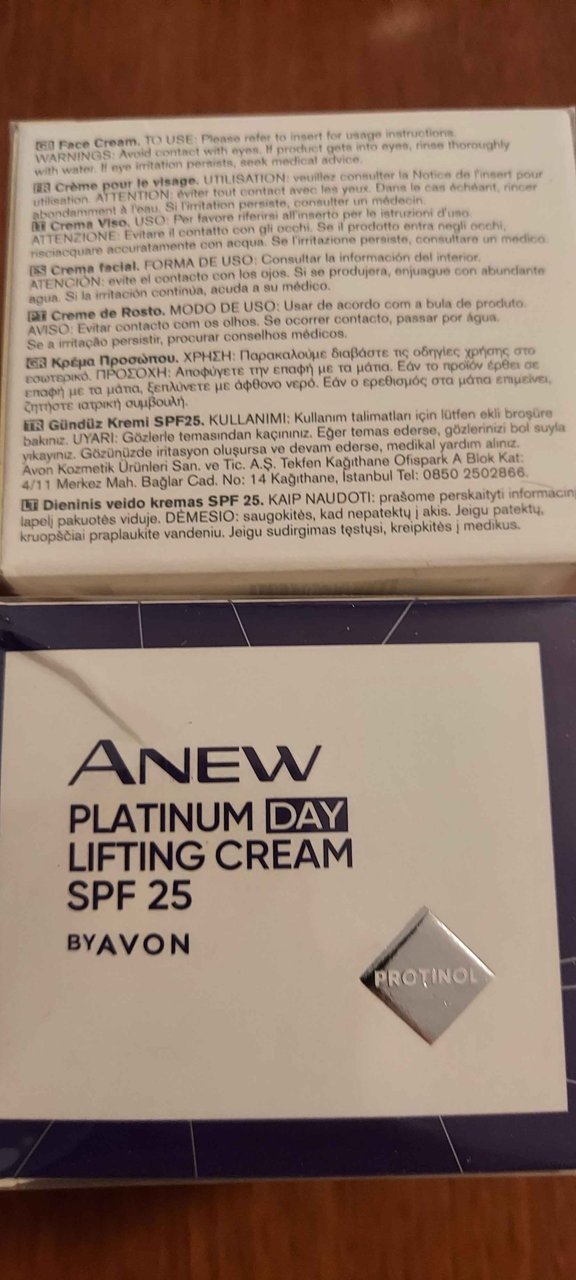 GB Face Cream. TO USE: Please refer to insert for usage instructions.
WARNINGS: Avoid contact with eyes. If product gets into eyes, rinse thoroughly
with water. If eye irritation persists, seek medical advice.
FR Crème pour le visage. UTILISATION: veuillez consulter la Notice de l'insert pour
utilisation. ATTENTION: éviter tout contact avec les yeux. Dans le cas échéant, rincer
abondamment à l'eau. Si l'irritation persiste, consulter un médecin.
IT Crema Viso. USO: Per favore riferirsi all'inserto per le istruzioni d'uso.
ATTENZIONE: Evitare il contatto con gli occhi. Se il prodotto entra negli occhi,
risciacquare accuratamente con acqua. Se l'irritazione persiste, consultare un medico.
ES Crema facial. FORMA DE USO: Consultar la información del interior.
ATENCIÓN: evite el contacto con los ojos. Si se produjera, enjuague con abundante
agua. Si la irritación continúa, acuda a su médico.
PT Creme de Rosto. MODO DE USO: Usar de acordo com a bula de produto.
AVISO: Evitar contacto com os olhos. Se ocorrer contacto, passar por água.
Se a irritação persistir, procurar conselhos médicos.
GR Κρέμα Προσώπου. ΧΡΗΣΗ: Παρακαλούμε διαβάστε τις οδηγίες χρήσης στο
εσωτερικό. ΠΡΟΣΟΧΗ: Αποφύγετε την επαφή με τα μάτια. Εάν το προϊόν έρθει σε
επαφή με τα μάτια, ξεπλύνετε με άφθονο νερό. Εάν ο ερεθισμός στα μάτια επιμείνει,
ζητήστε ιατρική συμβουλή.
TR Gündüz Kremi SPF25. KULLANIMI: Kullanım talimatları için lütfen ekli broşüre
bakınız. UYARI: Gözlerle temasından kaçınınız. Eğer temas ederse, gözlerinizi bol suyla
yıkayınız. Gözünüzde iritasyon oluşursa ve devam ederse, medikal yardım alınız.
Avon Kozmetik Ürünleri San. ve Tic. A.Ş. Tekfen Kağıthane Ofispark A Blok Kat:
4/11 Merkez Mah. Bağlar Cad. No: 14 Kağıthane, İstanbul Tel: 0850 2502866.
LT Dieninis veido kremas SPF 25. KAIP NAUDOTI: prašome perskaityti informacinį
lapelį pakuotės viduje. DĖMESIO: saugokitės, kad nepatektų į akis. Jeigu patektų,
kruopščiai praplaukite vandeniu. Jeigu sudirgimas tęstųsi, kreipkitės į medikus.
ANEW
PLATINUM DAY
LIFTING CREAM
SPF 25
BY AVON
PROTINOL